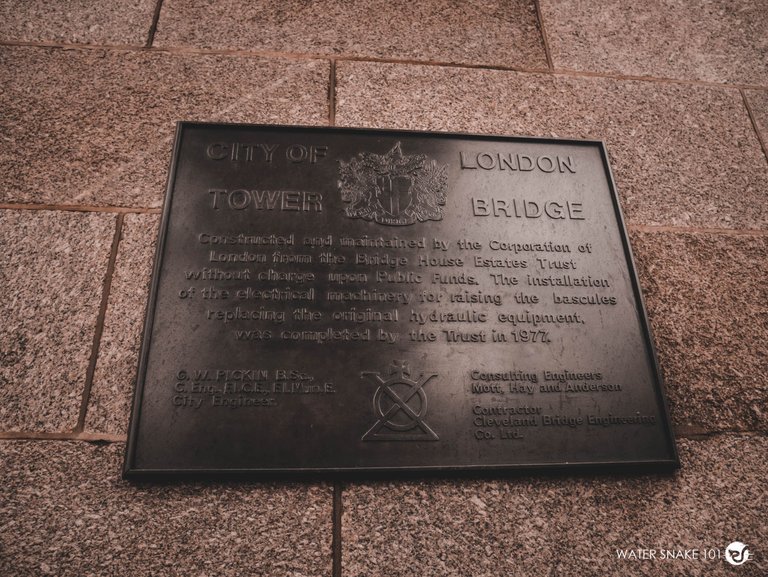 CITY OF LONDON
TOWER BRIDGE
Constructed and maintained by the Corporation of
London from the Bridge House Estates Trust
without charge upon Public Funds. The installation
of the electrical machinery for raising the bascules
replacing the original hydraulic equipment,
was completed by the Trust in 1977.
G. W. PICKIN B.Sc.,
C. Eng., F.I.C.E., F.I.Mun.E.
City Engineer.
Consulting Engineers
Mott, Hay and Anderson
Contractor
Cleveland Bridge Engineering
Co. Ltd.
WATER SNAKE 101